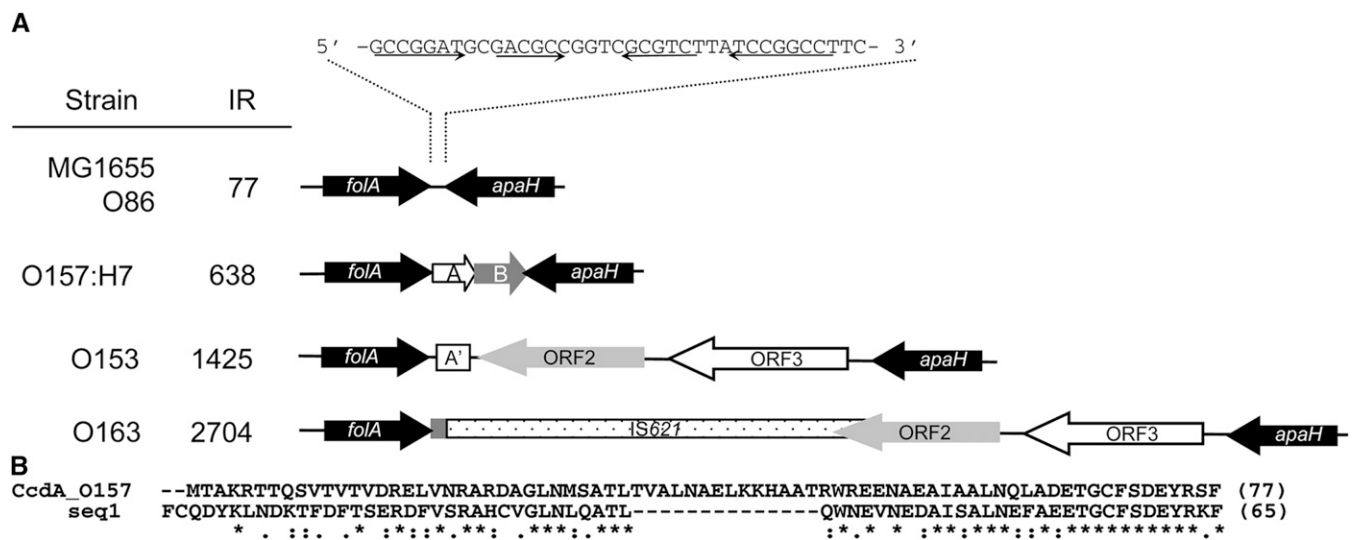 A
5′ -GCCGGATGCGACGCCGGTCGCGTCTTATCCGGCCTTC- 3′
Strain IR
MG1655
O86
77
folA apaH
O157:H7 638 folA A B apaH
O153 1425 folA A' ORF2 ORF3 apaH
O163 2704 folA IS621 ORF2 ORF3 apaH
B
CcdA_O157 --MTAKRTTQSVTVTVDRELVNRARDAGLNMSATLTVALNAELKKHAATRWREENAEAIAALNQLADETGCFSDEYRSF (77)
seq1 FCQDYKLNDKTFDFTSERDFVSRAHCVGLNLQATL--------------QWNEVNEDAISALNEFAEETGCFSDEYRKF (65)
* . ::. . * .:**::*.**: .***:.*** :*.* * :**:***::*:**********.*